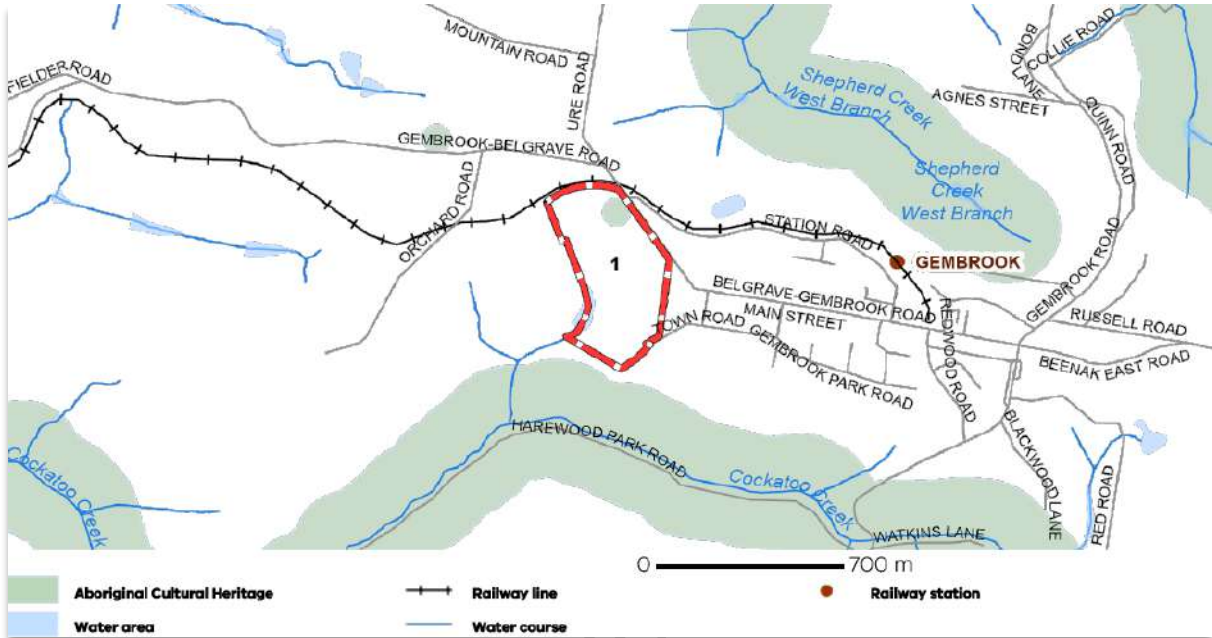 MOUNTAIN ROAD
URE ROAD
FIELDER ROAD
GEMBROOK-BELGRAVE ROAD
ORCHARD ROAD
Shepherd Creek
West Branch
BOND
LANE
COLLIE ROAD
AGNES STREET
QUINN ROAD
Shepherd
Creek
West Branch
STATION ROAD
GEMBROOK
1
BELGRAVE-GEMBROOK ROAD
MAIN STREET
TOWN ROAD
GEMBROOK PARK ROAD
REDWOOD ROAD
GEMBROOK ROAD
RUSSELL ROAD
BEENAK EAST ROAD
HAREWOOD PARK ROAD
Cockatoo Creek
Cockatoo
Creek
BLACKWOOD LANE
RED ROAD
WATKINS LANE
0 700 m
Aboriginal Cultural Heritage
Railway line
Railway station
Water area
Water course